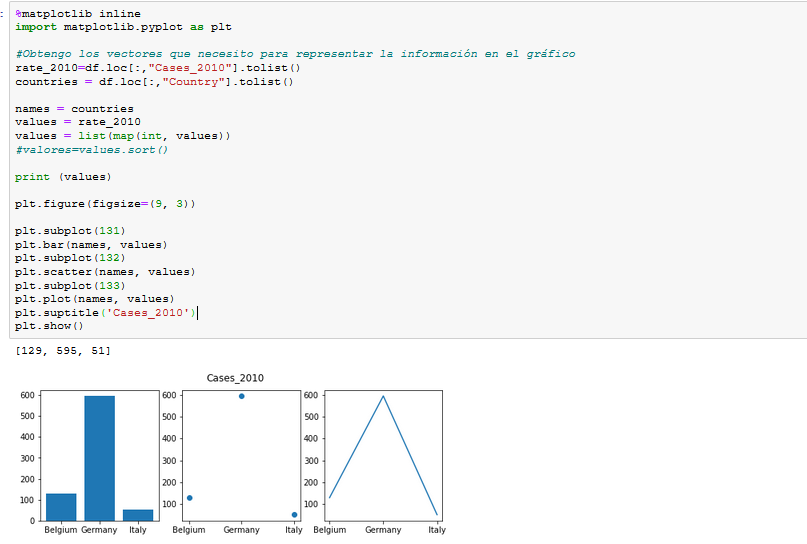 :
%matplotlib inline
import matplotlib.pyplot as plt
#Obtengo los vectores que necesito para representar la información en el gráfico
rate_2010=df.loc[:,"Cases_2010"].tolist()
countries = df.loc[:,"Country"].tolist()
names = countries
values = rate_2010
values = list(map(int, values))
#valores=values.sort()
print (values)
plt.figure(figsize=(9, 3))
plt.subplot(131)
plt.bar(names, values)
plt.subplot(132)
plt.scatter(names, values)
plt.subplot(133)
plt.plot(names, values)
plt.suptitle('Cases_2010')
plt.show()
[129, 595, 51]
Cases_2010
600
500
400
300
200
100
0
Belgium Germany Italy
600
500
400
300
200
100
Belgium Germany Italy
600
500
400
300
200
100
Belgium Germany Italy